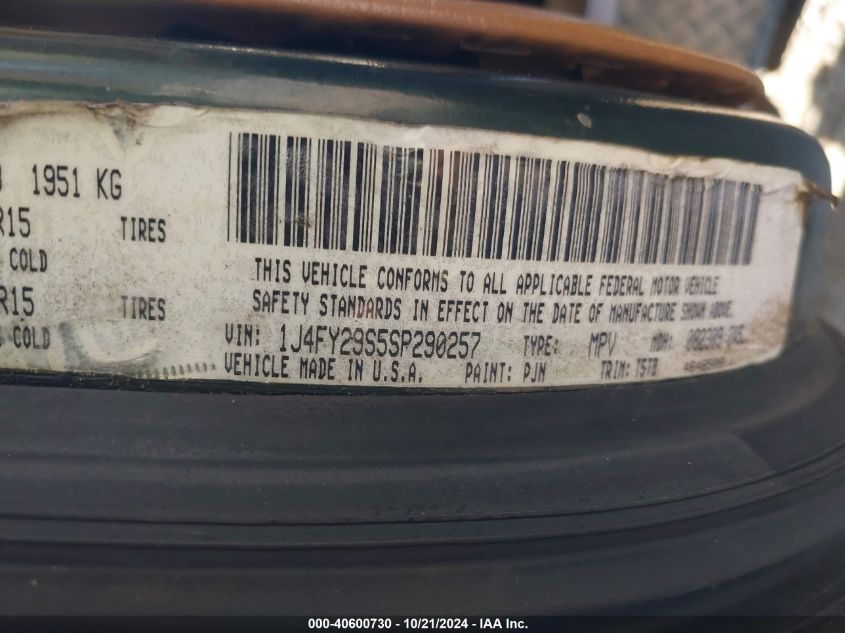 1951 KG
R15 TIRES
COLD
R15 TIRES
COLD
THIS VEHICLE CONFORMS TO ALL APPLICABLE FEDERAL MOTOR VEHICLE
SAFETY STANDARDS IN EFFECT ON THE DATE OF MANUFACTURE SHOWN ABOVE.
VIN: 1J4FY29S5SP290257 TYPE: MPV MDH:
VEHICLE MADE IN U.S.A. PAINT: PJN TRIM:
000-40600730 - 10/21/2024 - IAA Inc.